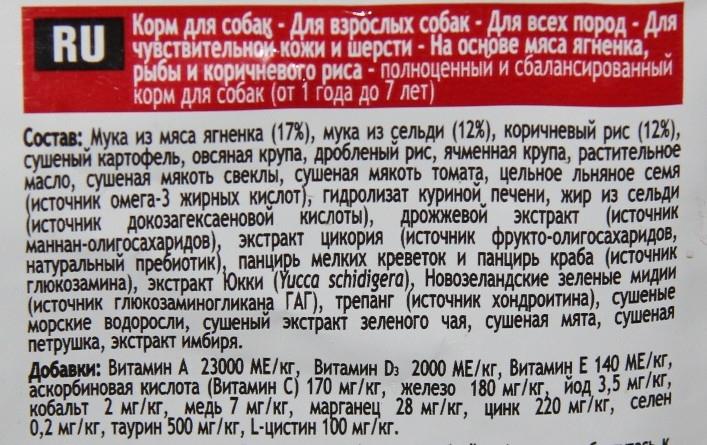 RU
Корм для собак - Для взрослых собак - Для всех пород - Для
чувствительной кожи и шерсти - На основе мяса ягненка,
рыбы и коричневого риса - полноценный и сбалансированный
корм для собак (от 1 года до 7 лет)
Состав: Мука из мяса ягненка (17%), мука из сельди (12%), коричневый рис (12%),
сушеный картофель, овсяная крупа, дробленый рис, ячменная крупа, растительное
масло, сушеная мякоть свеклы, сушеная мякоть томата, цельное льняное семя
(источник омега-3 жирных кислот), гидролизат куриной печени, жир из сельди
(источник докозагексаеновой кислоты), дрожжевой экстракт (источник
маннан-олигосахаридов), экстракт цикория (источник фрукто-олигосахаридов,
натуральный пребиотик), панцирь мелких креветок и панцирь краба (источник
глюкозамина), экстракт Юкки (Yucca schidigera), Новозеландские зеленые мидии
(источник глюкозаминогликана ГАГ), трепанг (источник хондроитина), сушеные
морские водоросли, сушеный экстракт зеленого чая, сушеная мята, сушеная
петрушка, экстракт имбиря.
Добавки: Витамин А 23000 МЕ/кг, Витамин D3 2000 МЕ/кг, Витамин Е 140 МЕ/кг,
аскорбиновая кислота (Витамин С) 170 мг/кг, железо 180 мг/кг, йод 3,5 мг/кг,
кобальт 2 мг/кг, медь 7 мг/кг, марганец 28 мг/кг, цинк 220 мг/кг, селен
0,2 мг/кг, таурин 500 мг/кг, L-цистин 100 мг/кг.